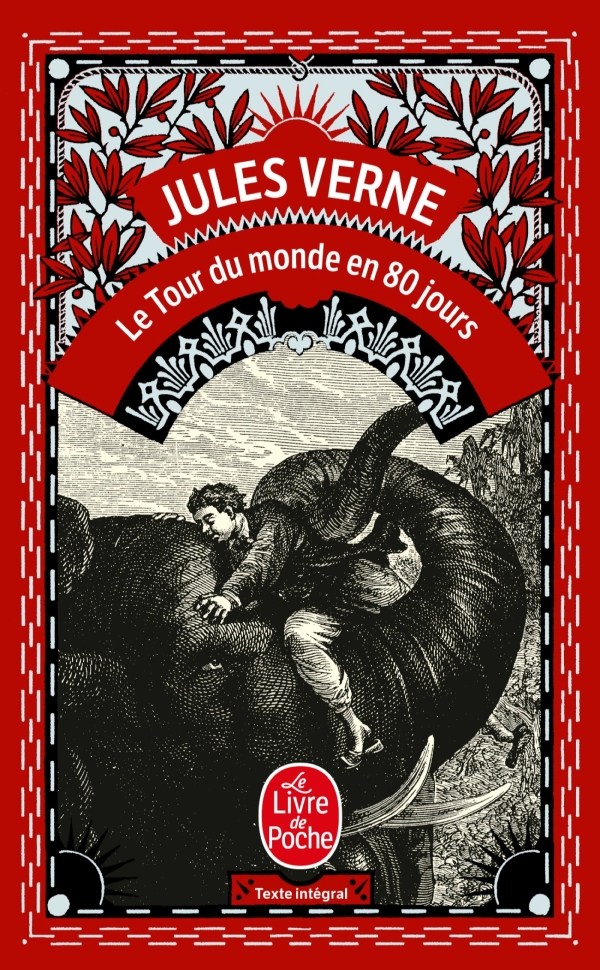 JULES VERNE
Le Tour du monde en 80 jours
Le
Livre
de
Poche
Texte intégral